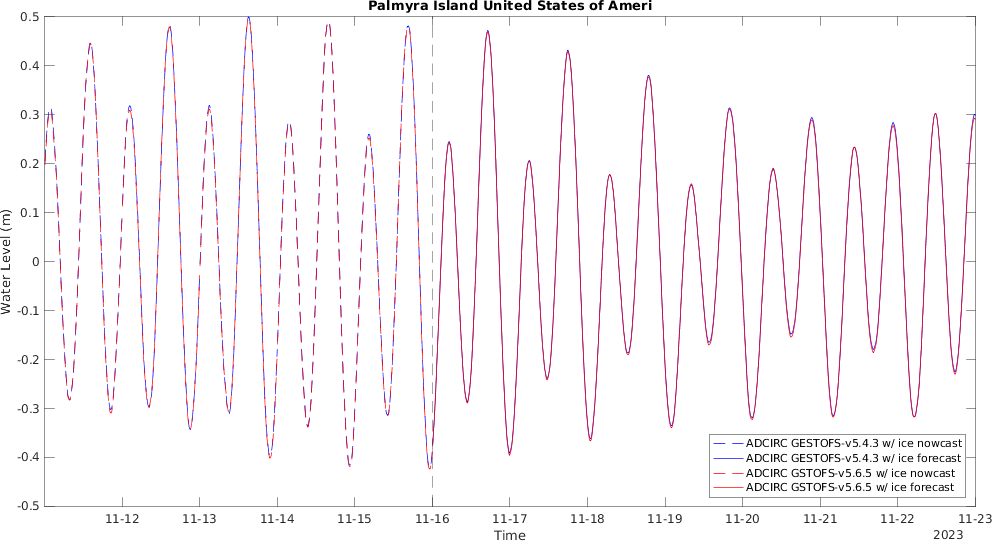 Palmyra Island United States of Ameri
Water Level (m)
0.5
0.4
0.3
0.2
0.1
0
-0.1
-0.2
-0.3
-0.4
-0.5
ADCIRC GESTOFS-v5.4.3 w/ ice nowcast
ADCIRC GESTOFS-v5.4.3 w/ ice forecast
ADCIRC GSTOFS-v5.6.5 w/ ice nowcast
ADCIRC GSTOFS-v5.6.5 w/ ice forecast
11-12 11-13 11-14 11-15 11-16 11-17 11-18 11-19 11-20 11-21 11-22 11-23
Time
2023